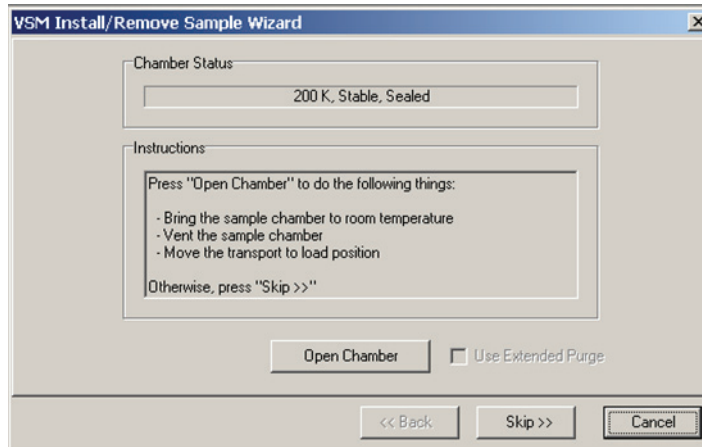 VSM Install/Remove Sample Wizard
Chamber Status
200 K, Stable, Sealed
Instructions
Press "Open Chamber" to do the following things:
- Bring the sample chamber to room temperature
- Vent the sample chamber
- Move the transport to load position
Otherwise, press "Skip >>"
Open Chamber
Use Extended Purge
<< Back
Skip >>
Cancel